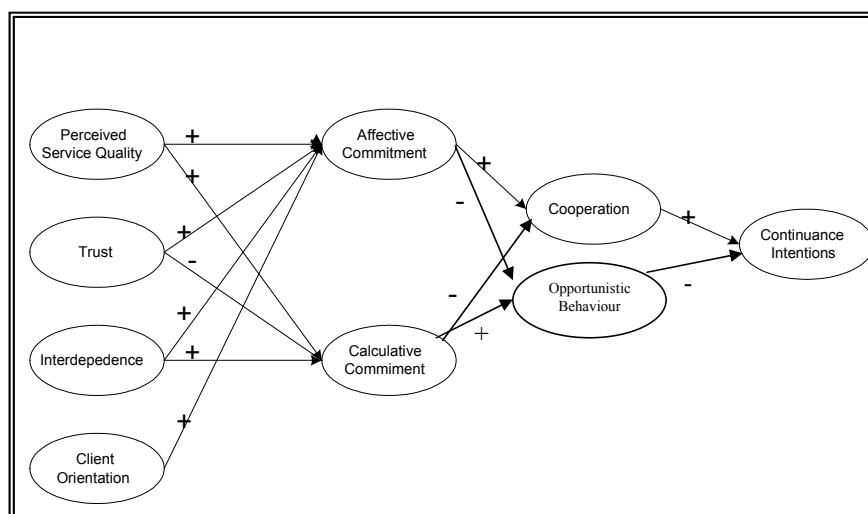 Perceived
Service Quality
+
+
Affective
Commitment
+
-
Cooperation
+
Continuance
Intentions
Trust
+
-
Opportunistic
Behaviour
-
-
+
Interdepedence
+
+
Calculative
Commiment
Client
Orientation
+